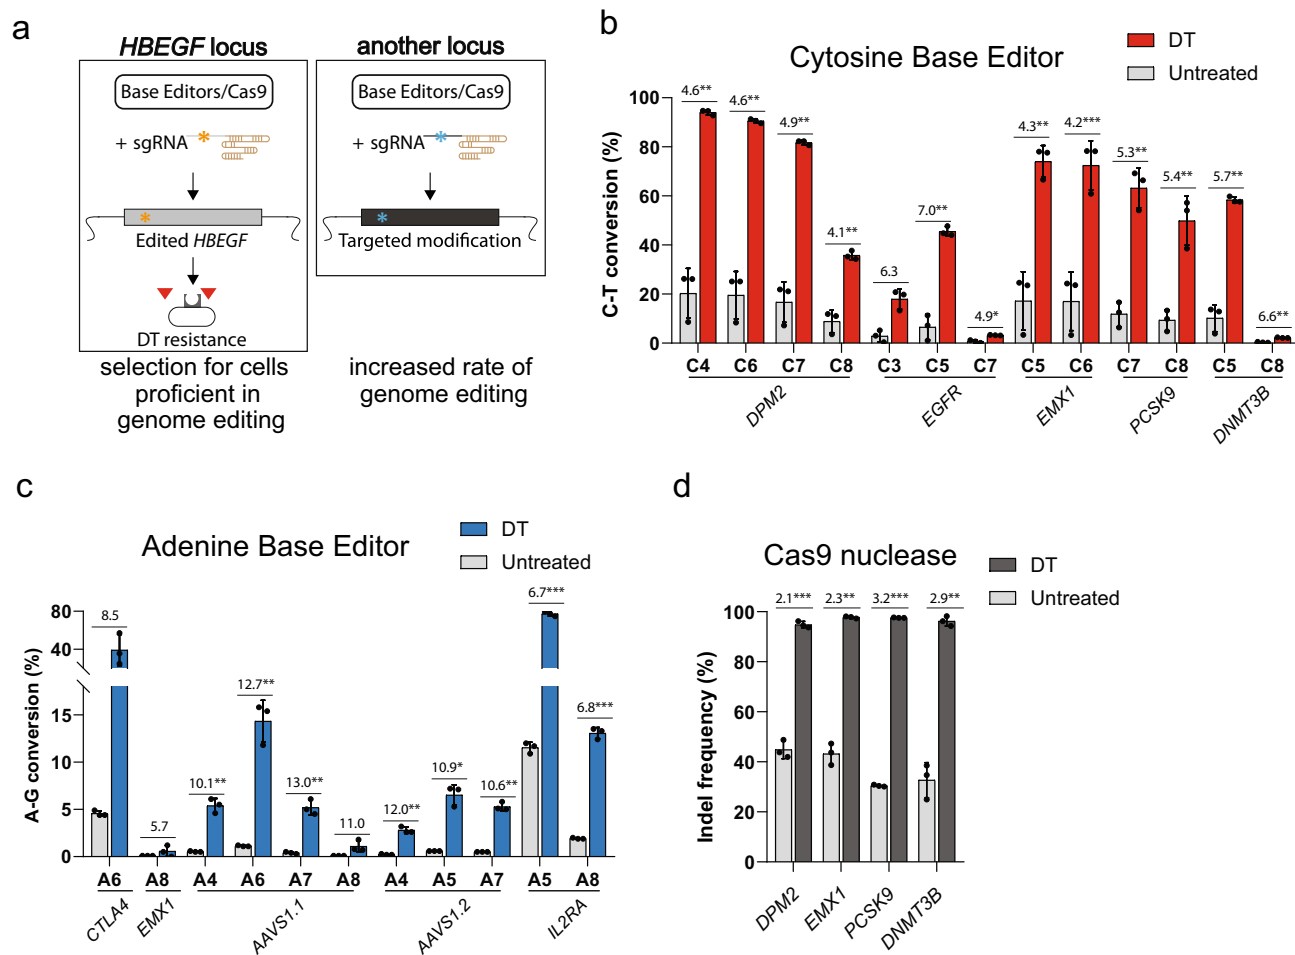 a
HBEGF locus
another locus
Base Editors/Cas9
Base Editors/Cas9
+ sgRNA
+ sgRNA
Edited HBEGF
Targeted modification
DT resistance
selection for cells
proficient in
genome editing
increased rate of
genome editing
b
Cytosine Base Editor
DT
Untreated
C-T conversion (%)
100
80
60
40
20
0
4.6**
4.6**
4.9**
4.1**
6.3
7.0**
4.9*
4.3**
4.2***
5.3**
5.4**
5.7**
6.6**
C4 C6 C7 C8 C3 C5 C7 C5 C6 C7 C8 C5 C8
DPM2 EGFR EMX1 PCSK9 DNMT3B
c
Adenine Base Editor
DT
Untreated
A-G conversion (%)
80
40
15
10
5
0
8.5
5.7
10.1**
12.7**
13.0**
11.0
12.0**
10.9*
10.6**
6.7***
6.8***
A6 A8 A4 A6 A7 A8 A4 A5 A7 A5 A8
CTLA4 EMX1 AAVS1.1 AAVS1.2 IL2RA
d
Cas9 nuclease
DT
Untreated
Indel frequency (%)
100
80
60
40
20
0
2.1***
2.3**
3.2***
2.9**
DPM2 EMX1 PCSK9 DNMT3B